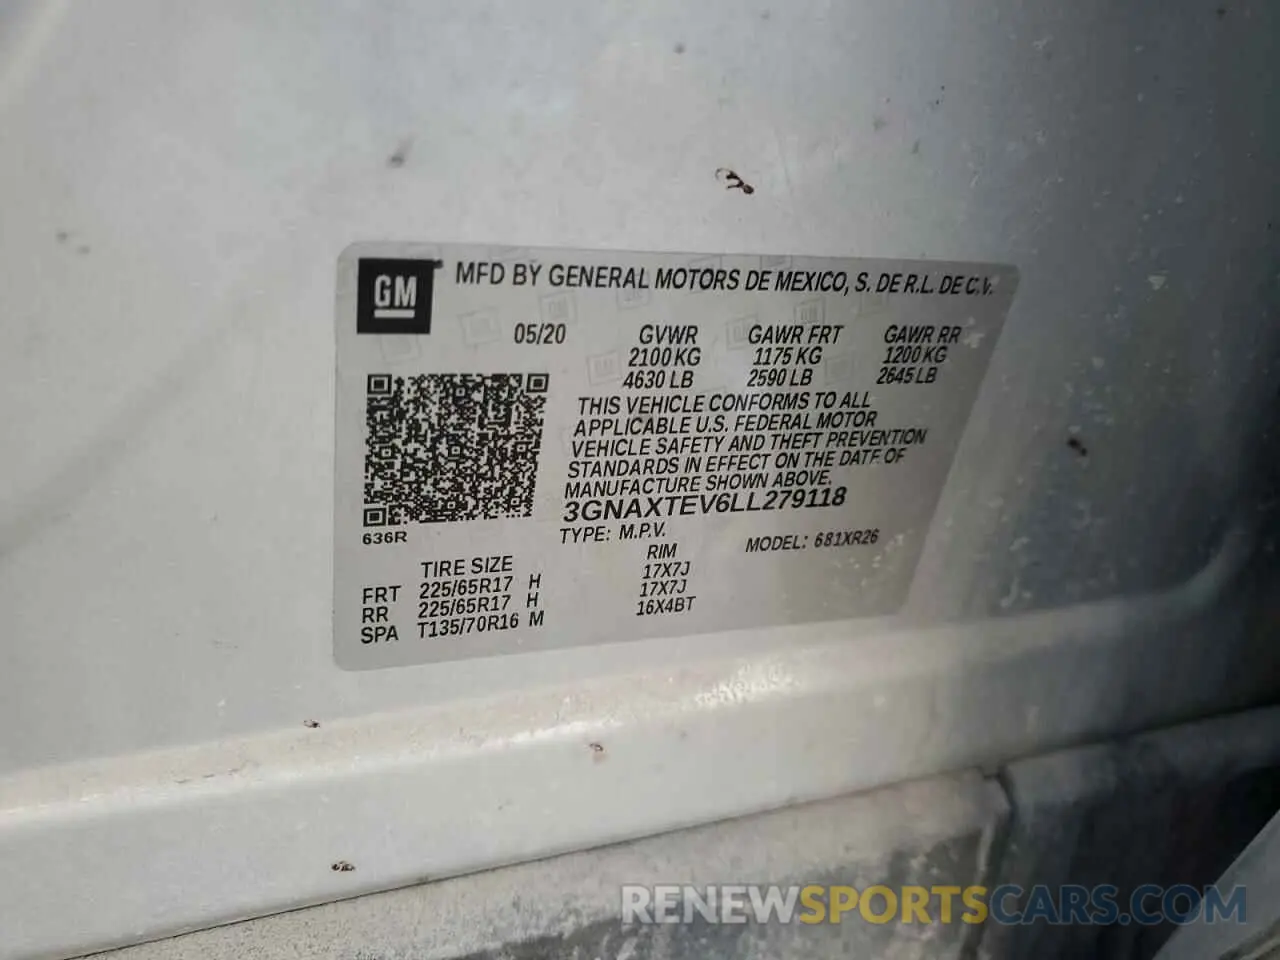 GM
MFD BY GENERAL MOTORS DE MEXICO, S. DE R.L. DE C.V.
05/20 GVWR GAWR FRT GAWR RR
2100 KG 1175 KG 1200 KG
4630 LB 2590 LB 2645 LB
THIS VEHICLE CONFORMS TO ALL
APPLICABLE U.S. FEDERAL MOTOR
VEHICLE SAFETY AND THEFT PREVENTION
STANDARDS IN EFFECT ON THE DATE OF
MANUFACTURE SHOWN ABOVE.
3GNAXTEV6LL279118
636R
TYPE: M.P.V. MODEL: 681XR26
TIRE SIZE RIM
FRT 225/65R17 H 17X7J
RR 225/65R17 H 17X7J
SPA T135/70R16 M 16X4BT
RENEWSPORTSCARS.COM